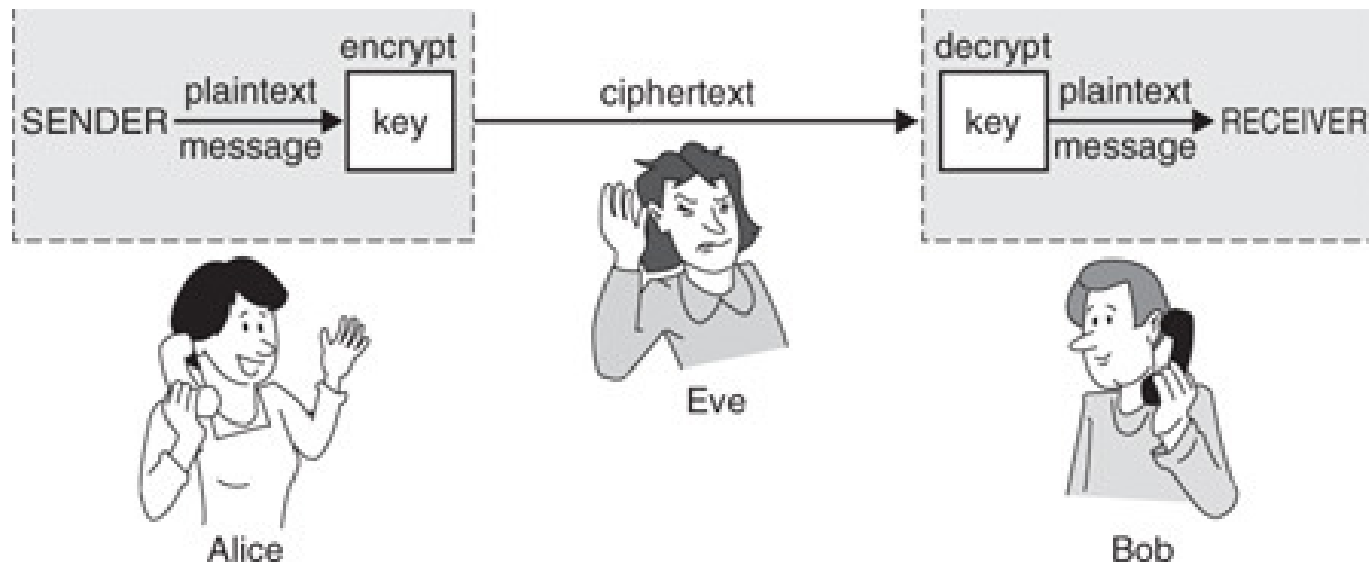 encrypt
decrypt
SENDER plaintext message key
ciphertext
key plaintext message RECEIVER
Eve
Alice
Bob